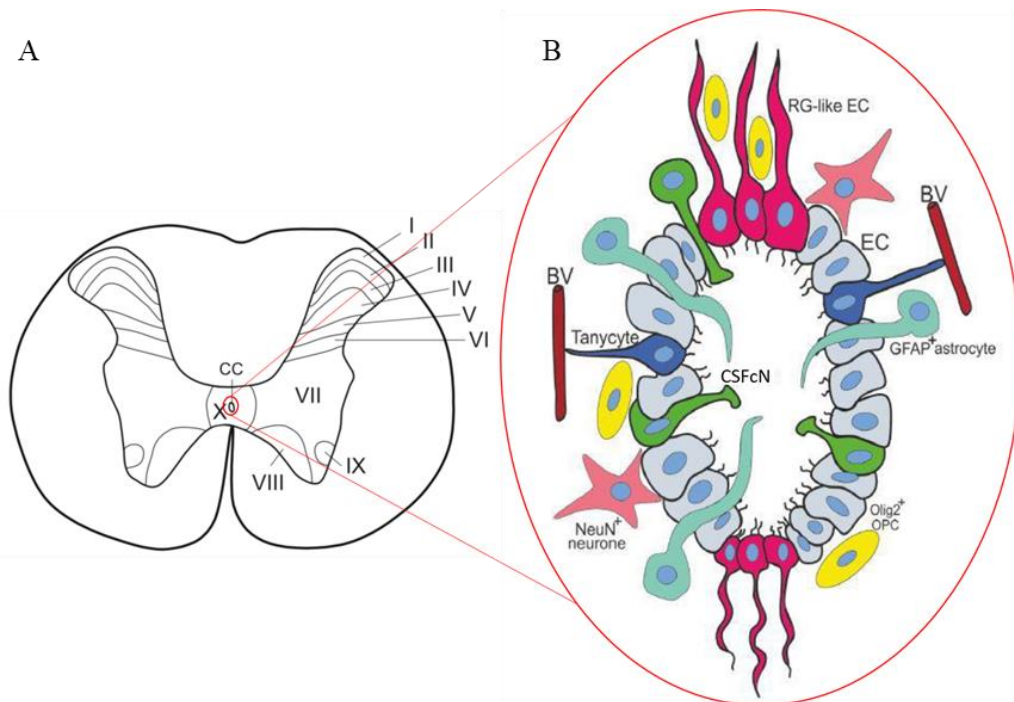 A
I
II
III
IV
V
VI
CC
VII
X
VIII
IX
B
RG-like EC
BV
EC
BV
Tanycyte
GFAP+astrocyte
CSFcN
NeuN+
neurone
Olig2+
OPC